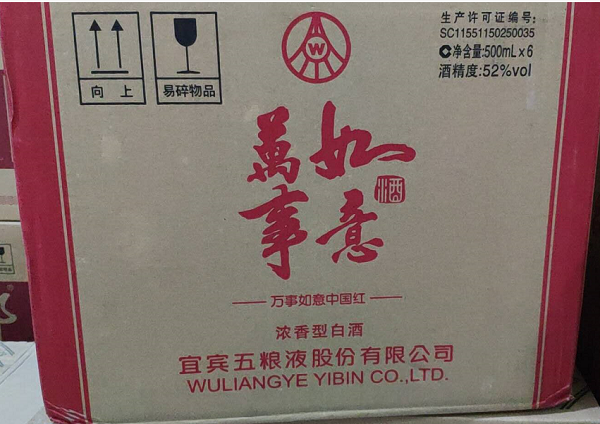 向 上
易碎物品
W
生产许可证编号:
SC11551150250035
C净含量:500mL×6
酒精度:52%vol
萬事如意
酒
万事如意中国红
浓香型白酒
宜宾五粮液股份有限公司
WULIANGYE YIBIN CO.,LTD.